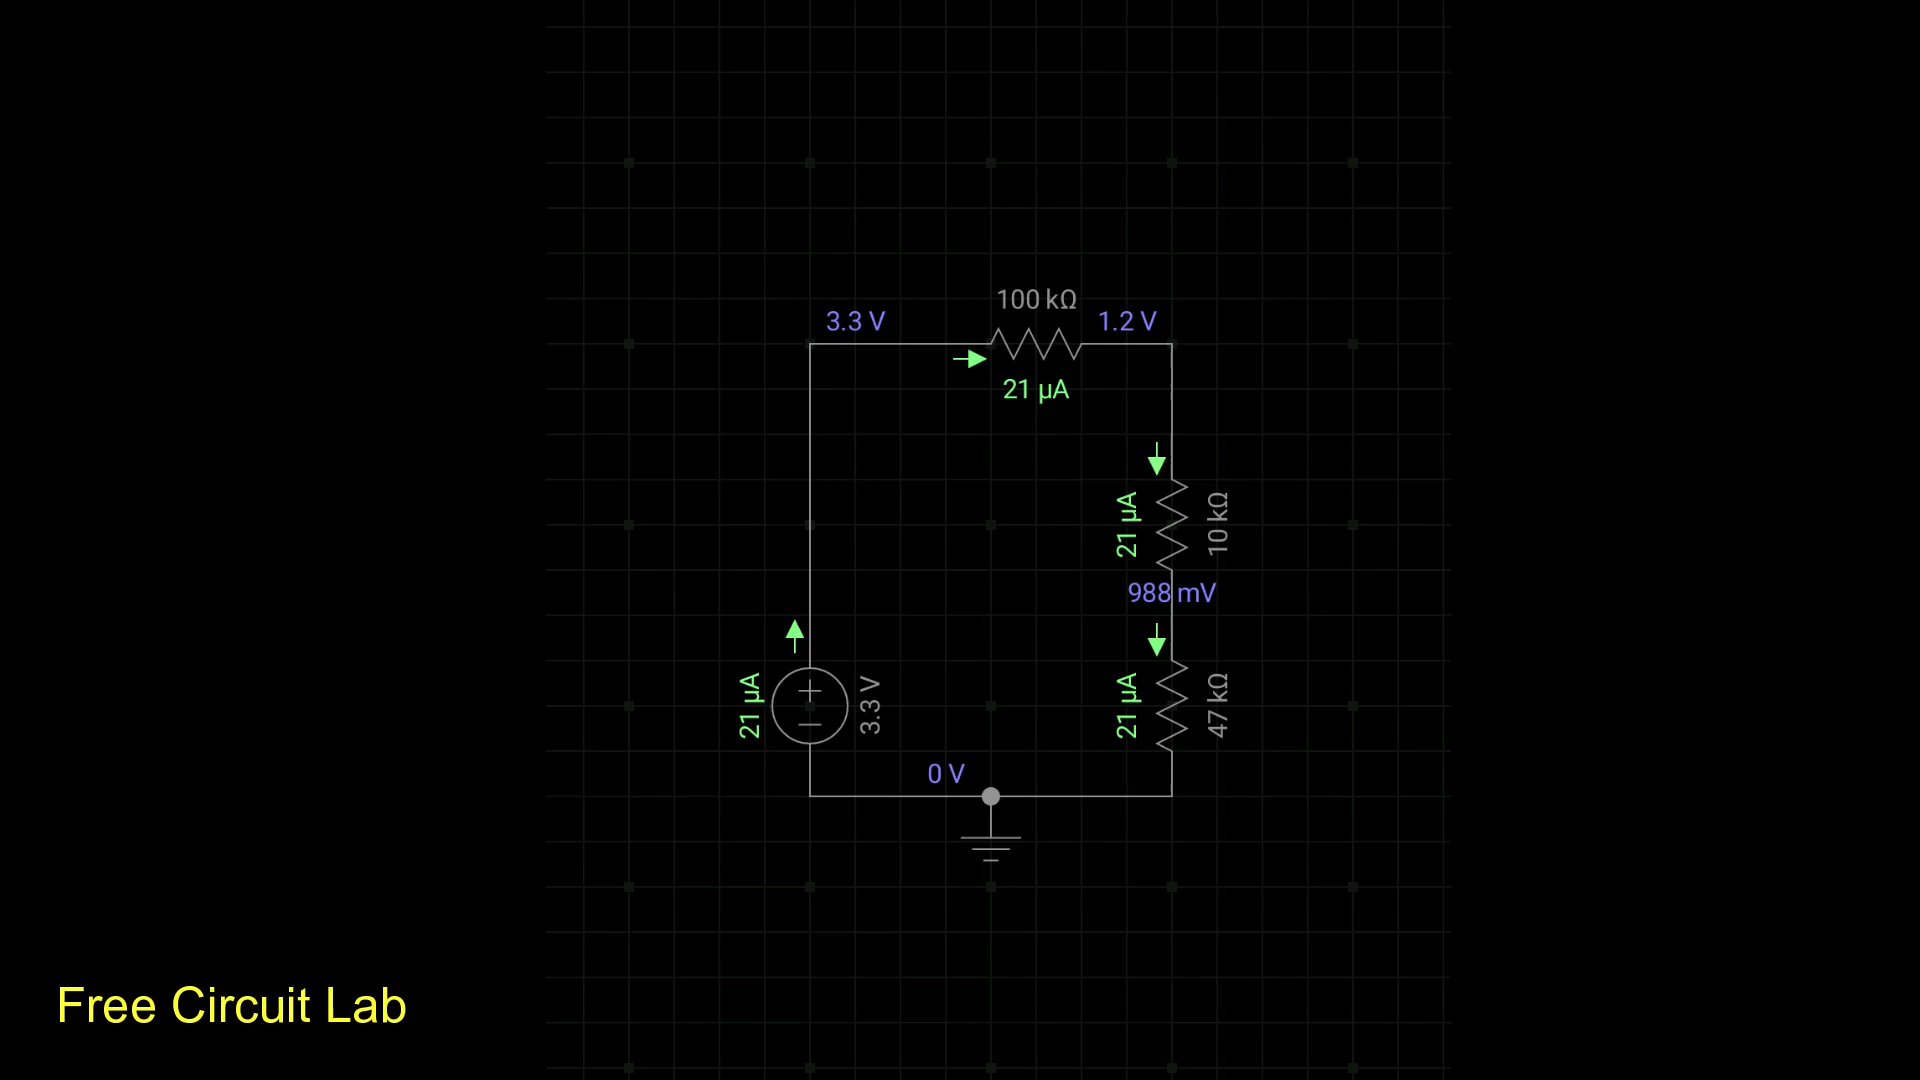 100 kΩ
3.3 V
1.2 V
21 µA
21 µA
10 kΩ
988 mV
21 µA
3.3 V
21 µA
47 kΩ
0 V
Free Circuit Lab